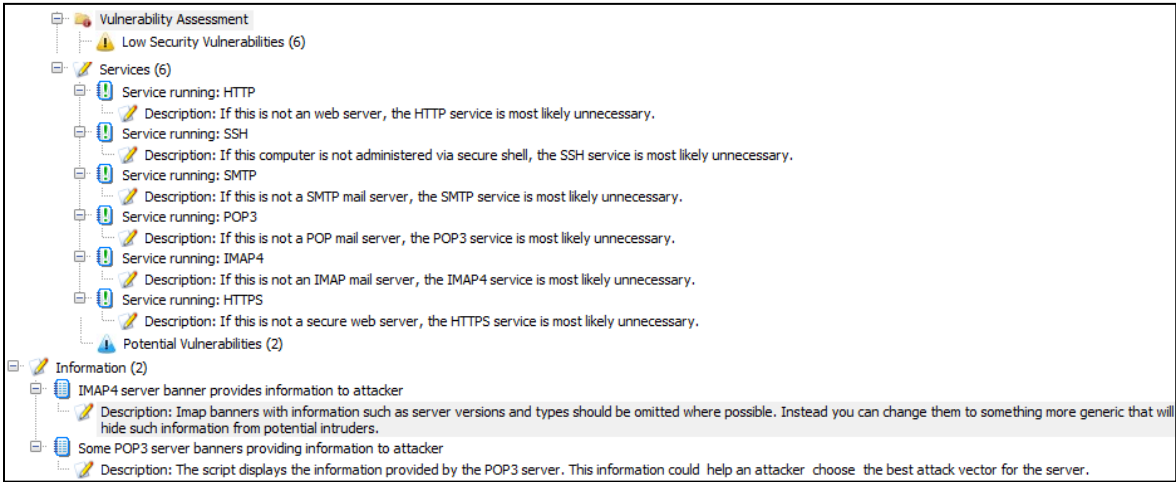 Vulnerability Assessment
Low Security Vulnerabilities (6)
Services (6)
Service running: HTTP
Description: If this is not an web server, the HTTP service is most likely unnecessary.
Service running: SSH
Description: If this computer is not administered via secure shell, the SSH service is most likely unnecessary.
Service running: SMTP
Description: If this is not a SMTP mail server, the SMTP service is most likely unnecessary.
Service running: POP3
Description: If this is not a POP mail server, the POP3 service is most likely unnecessary.
Service running: IMAP4
Description: If this is not an IMAP mail server, the IMAP4 service is most likely unnecessary.
Service running: HTTPS
Description: If this is not a secure web server, the HTTPS service is most likely unnecessary.
Potential Vulnerabilities (2)
Information (2)
IMAP4 server banner provides information to attacker
Description: Imap banners with information such as server versions and types should be omitted where possible. Instead you can change them to something more generic that will
hide such information from potential intruders.
Some POP3 server banners providing information to attacker
Description: The script displays the information provided by the POP3 server. This information could help an attacker choose the best attack vector for the server.